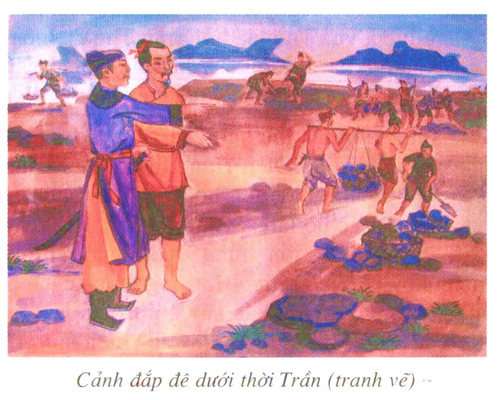 Cảnh đắp đê dưới thời Trần (tranh vẽ)